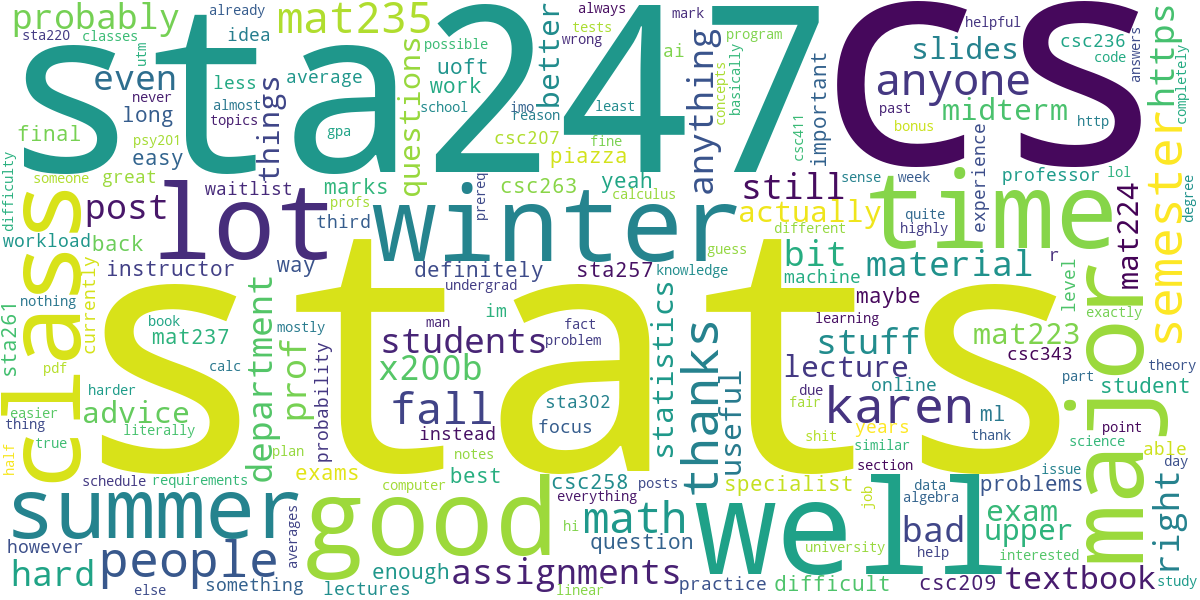 probably
sta220
already
classes
utm
idea
mat235
always
tests
wrong
mark
possible
uoft
work
school
better
ai
anything
program
concepts
basically
sta247
cs
helpful
csc236
code
slides
anyone
answers
https
completely
even
never
long
almost
topics
less
things
average
gpa
questions
imo
reason
least
csc207
fine
piazza
csc411
important
past
bonus
midterm
http
final
psy201
easy
difficulty
someone
great
class
post
workload
back
lot
waitlist
marks
third
winter
prereq
csc263
yeah
calculus
profs
still
actually
different
guess
time
sense
week
quite
highly
experience
professor
lol
degree
mat224
semester
instructor
way
definitely
undergrad
sta257
knowledge
bit
machine
material
r
level
sta261
nothing
currently
book
mat237
pdf
calc
harder
advice
easier
thing
true
literally
half
department
prof
mostly
probability
plan
stats
man
im
fact
problem
students
x200b
fall
instead
sta302
focus
statistics
thanks
useful
learning
maybe
stuff
lecture
due
karen
online
ml
fair
shit
years
similar
thank
section
mat223
csc343
exactly
theory
part
student
major
science
point
able
day
issue
right
schedule
requirements
exams
notes
best
computer
csc258
posts
everything
specialist
job
data
algebra
problems
summer
averages
good
hi
math
question
well
bad
help
exam
upper
interested
however
people
hard
else
something
lectures
enough
linear
assignments
practice
difficult
university
csc209
textbook
study